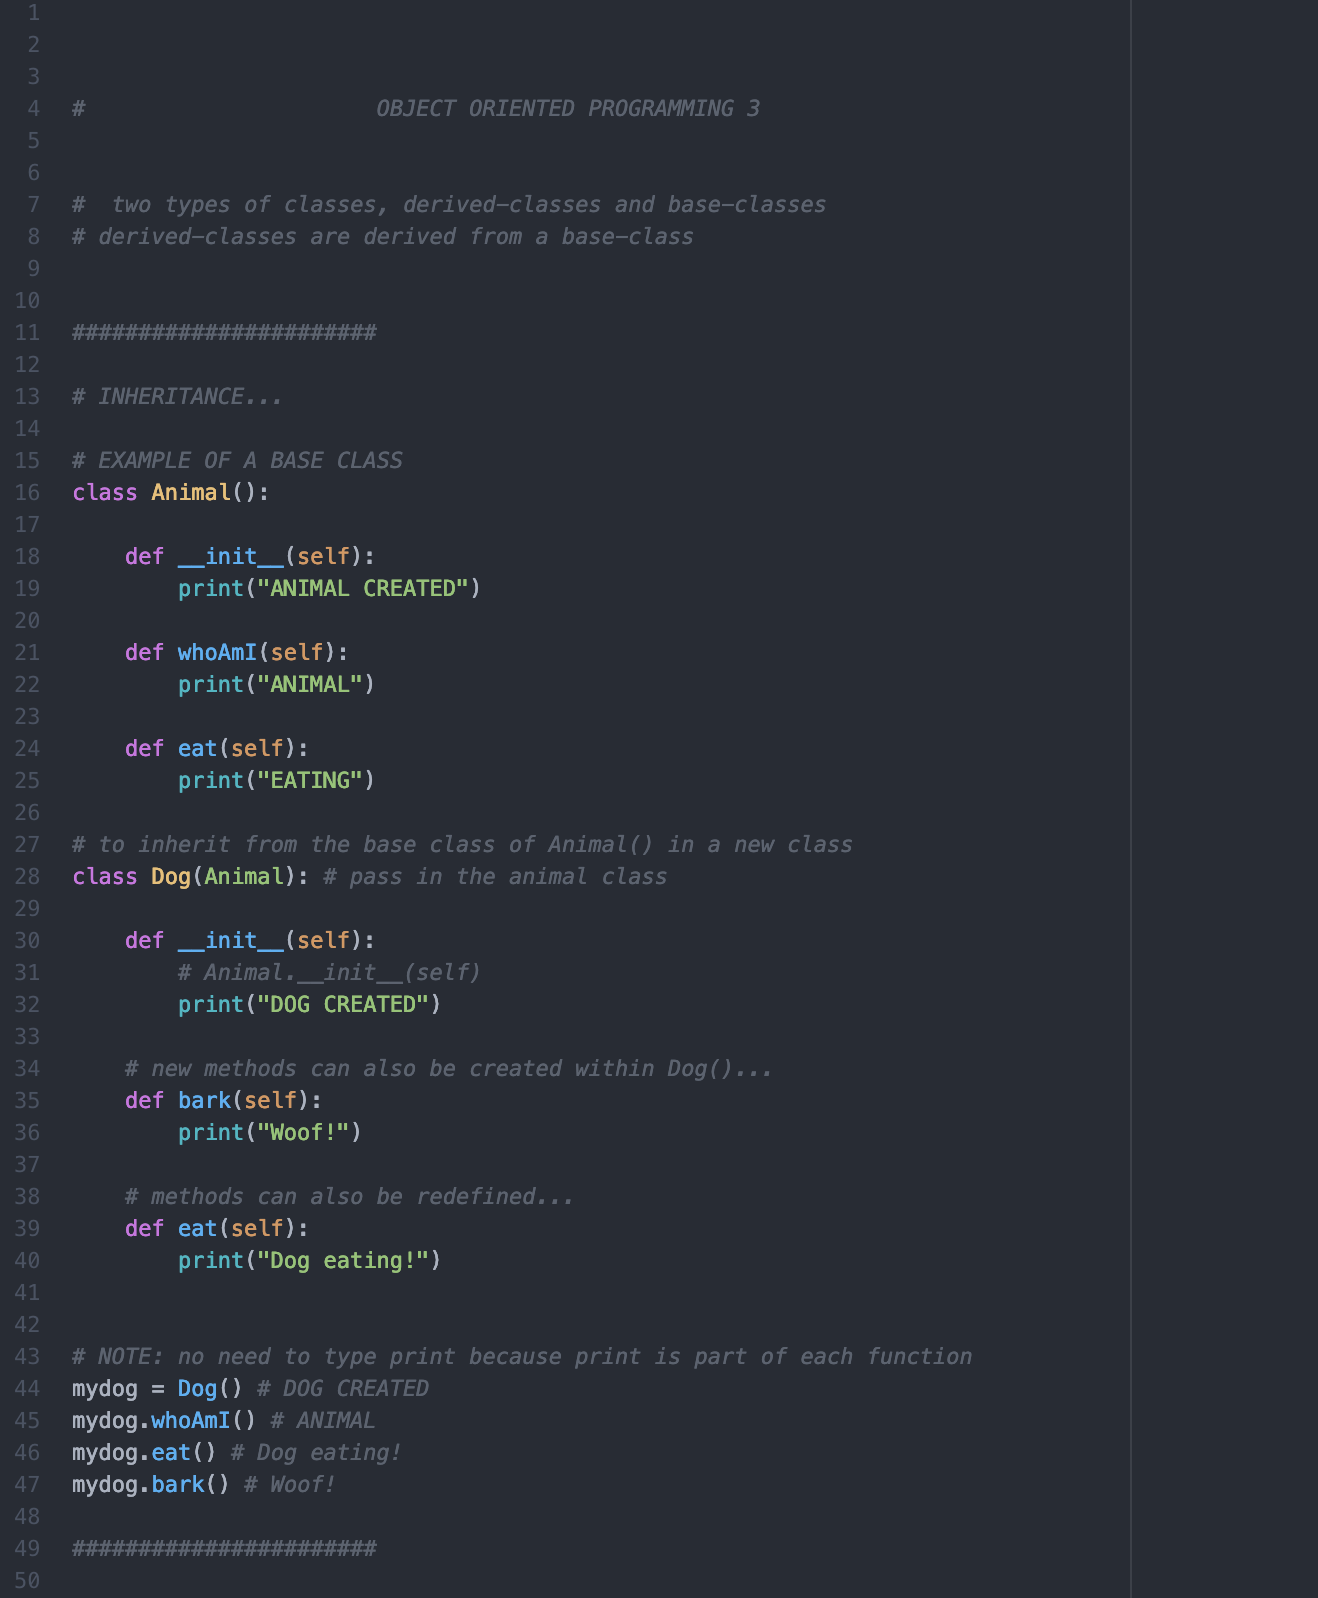 1
2
3
4 #                      OBJECT ORIENTED PROGRAMMING 3
5
6
7 #  two types of classes, derived-classes and base-classes
8 # derived-classes are derived from a base-class
9
10
11 #######################
12
13 # INHERITANCE...
14
15 # EXAMPLE OF A BASE CLASS
16 class Animal():
17
18     def __init__(self):
19         print("ANIMAL CREATED")
20
21     def whoAmI(self):
22         print("ANIMAL")
23
24     def eat(self):
25         print("EATING")
26
27 # to inherit from the base class of Animal() in a new class
28 class Dog(Animal): # pass in the animal class
29
30     def __init__(self):
31         # Animal.__init__(self)
32         print("DOG CREATED")
33
34     # new methods can also be created within Dog()...
35     def bark(self):
36         print("Woof!")
37
38     # methods can also be redefined...
39     def eat(self):
40         print("Dog eating!")
41
42
43 # NOTE: no need to type print because print is part of each function
44 mydog = Dog() # DOG CREATED
45 mydog.whoAmI() # ANIMAL
46 mydog.eat() # Dog eating!
47 mydog.bark() # Woof!
48
49 #######################
50